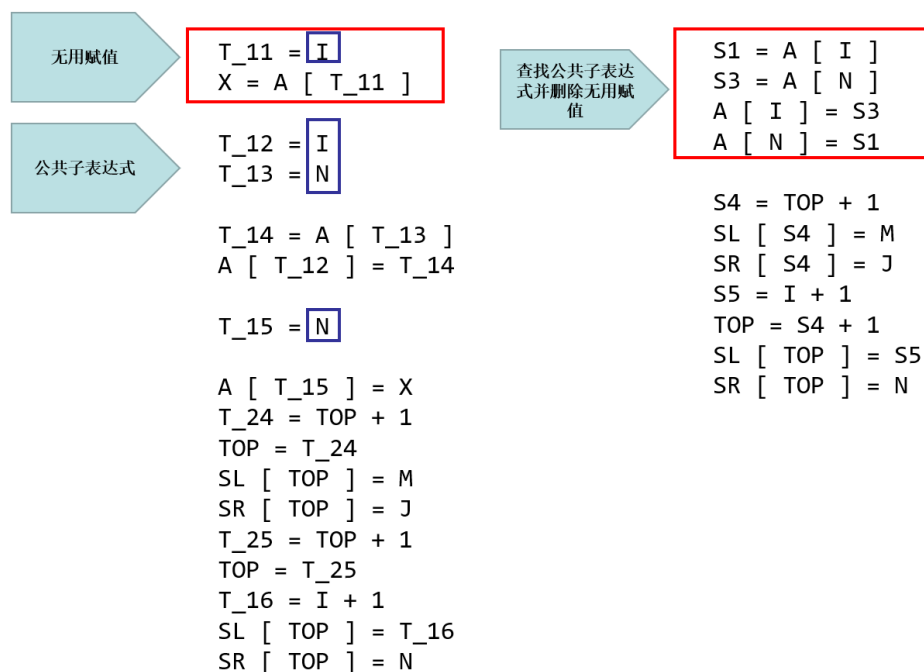 无用赋值
公共子表达式
T_11 = I
X = A [ T_11 ]
T_12 = I
T_13 = N
T_14 = A [ T_13 ]
A [ T_12 ] = T_14
T_15 = N
A [ T_15 ] = X
T_24 = TOP + 1
TOP = T_24
SL [ TOP ] = M
SR [ TOP ] = J
T_25 = TOP + 1
TOP = T_25
T_16 = I + 1
SL [ TOP ] = T_16
SR [ TOP ] = N
查找公共子表达
式并删除无用赋
值
S1 = A [ I ]
S3 = A [ N ]
A [ I ] = S3
A [ N ] = S1
S4 = TOP + 1
SL [ S4 ] = M
SR [ S4 ] = J
S5 = I + 1
TOP = S4 + 1
SL [ TOP ] = S5
SR [ TOP ] = N